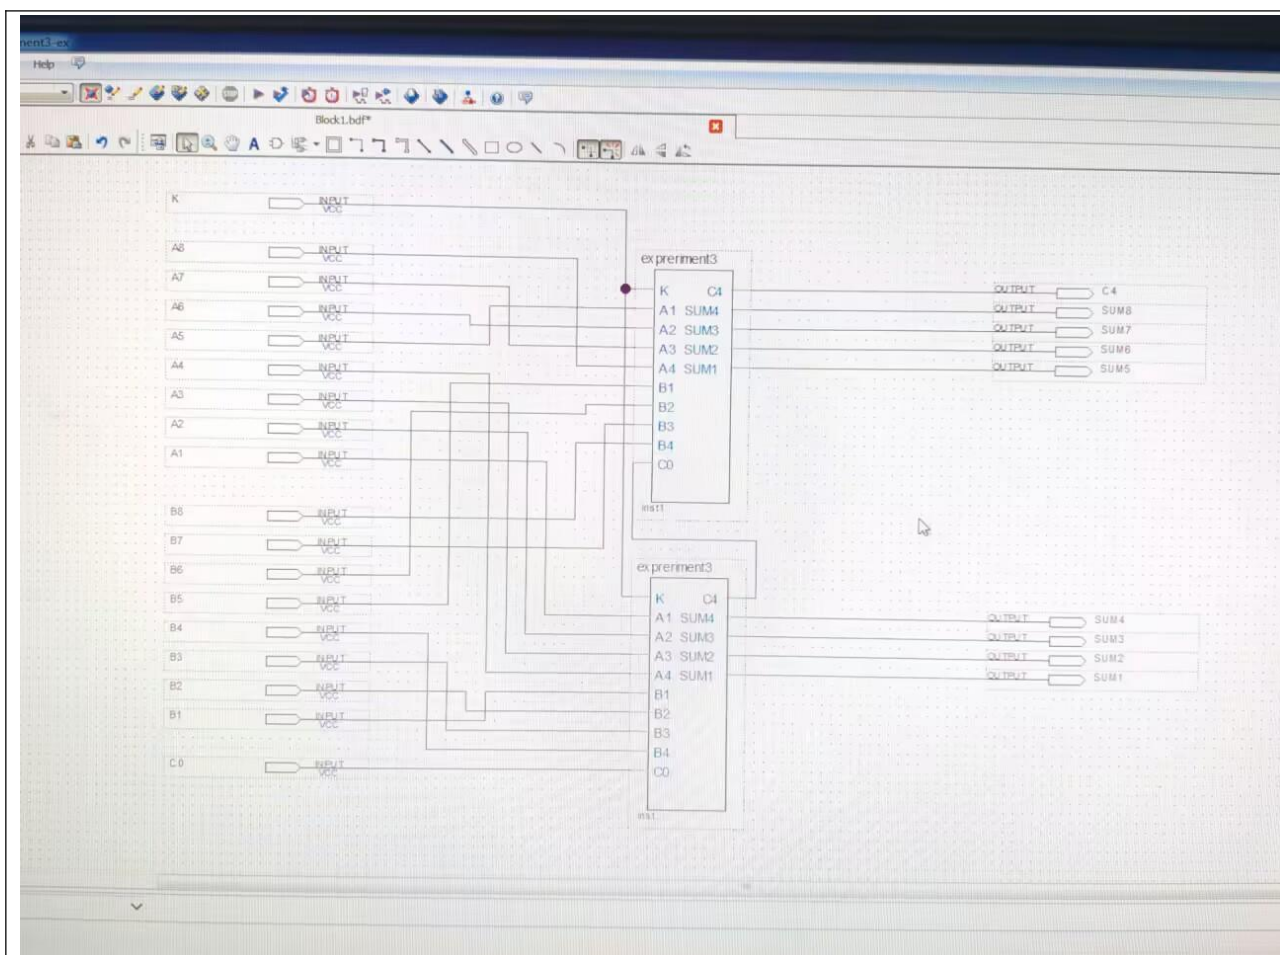 ment3-ex
Help
Block1.bdf*
A
K INPUT
VCC
A8 INPUT
VCC
A7 INPUT
VCC
A6 INPUT
VCC
A5 INPUT
VCC
A4 INPUT
VCC
A3 INPUT
VCC
A2 INPUT
VCC
A1 INPUT
VCC
B8 INPUT
VCC
B7 INPUT
VCC
B6 INPUT
VCC
B5 INPUT
VCC
B4 INPUT
VCC
B3 INPUT
VCC
B2 INPUT
VCC
B1 INPUT
VCC
C0 INPUT
VCC
expreriment3
K C4
A1 SUM4
A2 SUM3
A3 SUM2
A4 SUM1
B1
B2
B3
B4
C0
inst1
OUTPUT C4
OUTPUT SUM8
OUTPUT SUM7
OUTPUT SUM6
SUM5
expreriment3
K C4
A1 SUM4
A2 SUM3
A3 SUM2
A4 SUM1
B1
B2
B3
B4
C0
inst
OUTPUT SUM4
OUTPUT SUM3
OUTPUT SUM2
OUTPUT SUM1